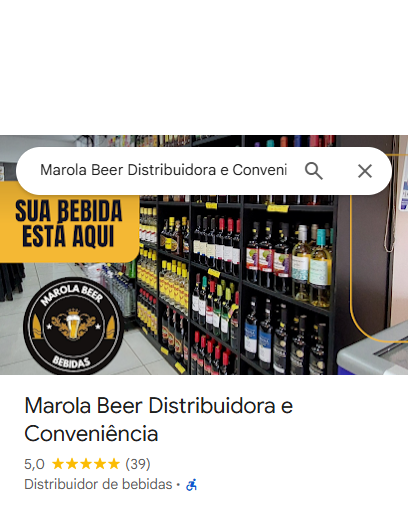 Marola Beer Distribuidora e Conveni
SUA BEBIDA
ESTÁ AQUI
MAROLA BEER
BEBIDAS
Marola Beer Distribuidora e
Conveniência
5,0 ★★★★★ (39)
Distribuidor de bebidas ·